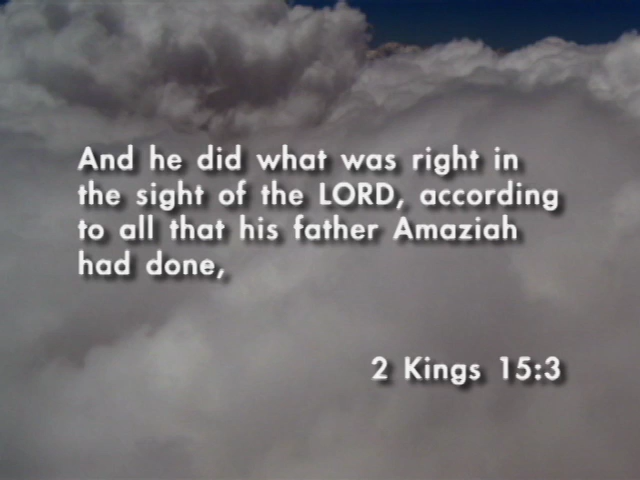 And he did what was right in
the sight of the LORD, according
to all that his father Amaziah
had done,
2 Kings 15:3